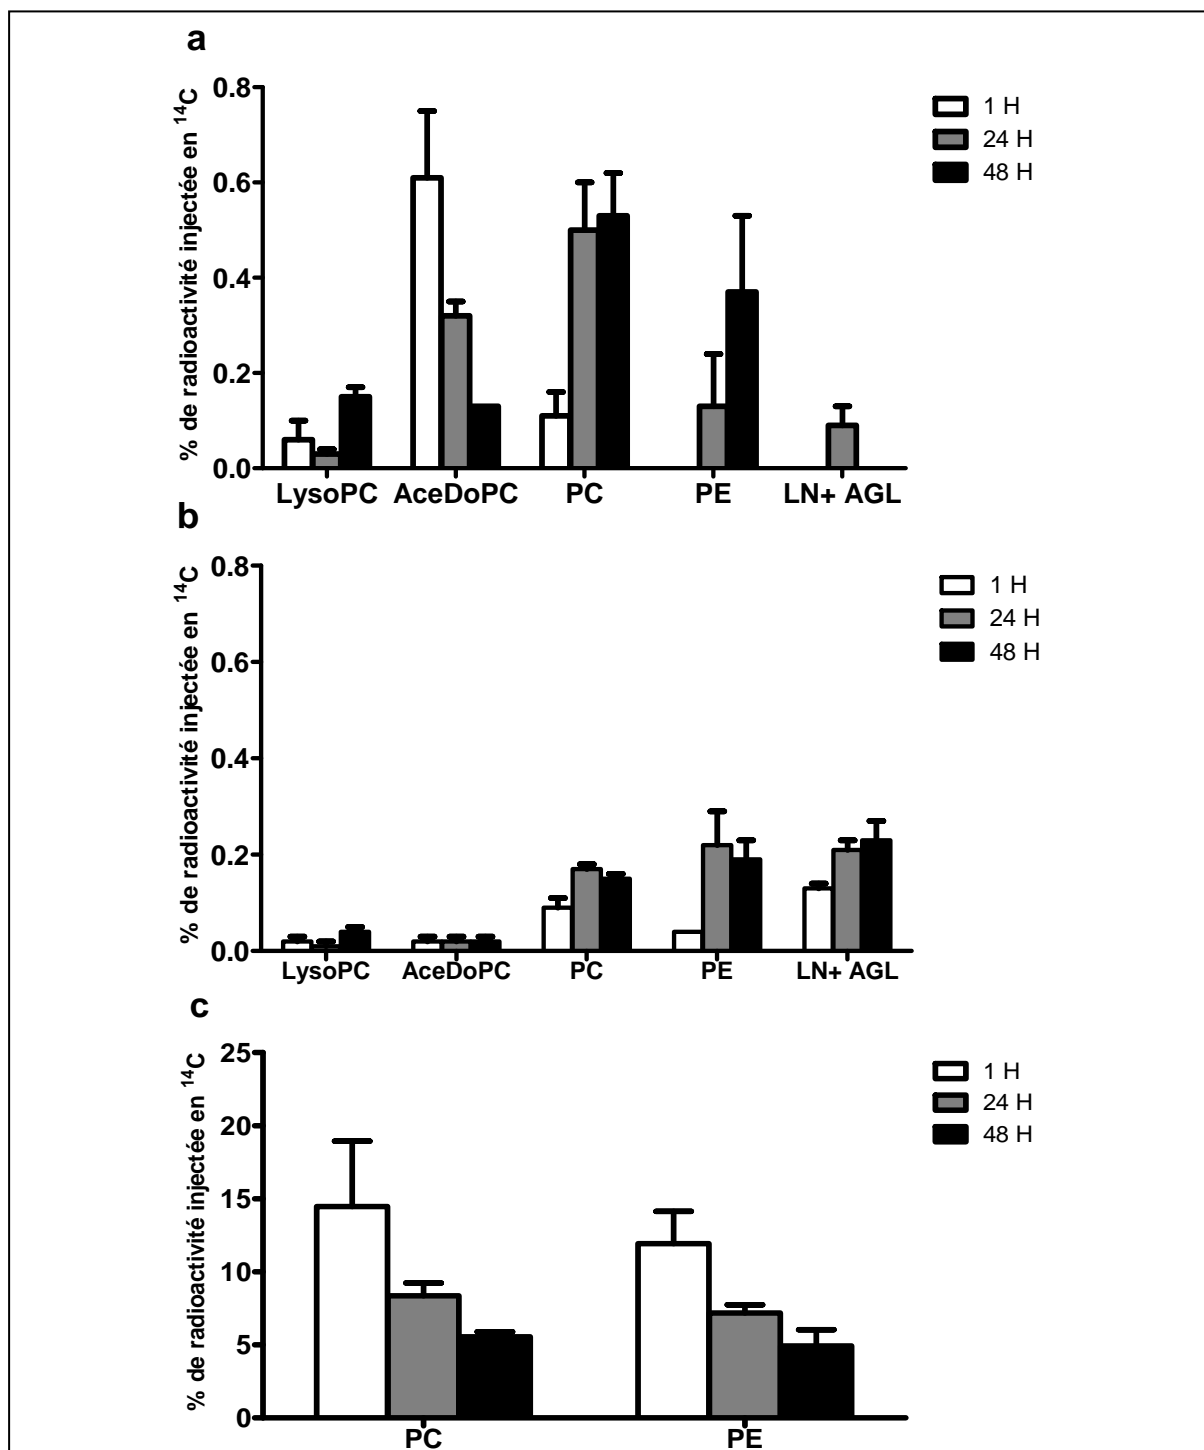 a
% de radioactivité injectée en ¹⁴C
0.8
0.6
0.4
0.2
0.0
LysoPC AceDoPC PC PE LN+ AGL
1 H
24 H
48 H
b
% de radioactivité injectée en ¹⁴C
0.8
0.6
0.4
0.2
0.0
LysoPC AceDoPC PC PE LN+ AGL
1 H
24 H
48 H
c
% de radioactivité injectée en ¹⁴C
25
20
15
10
5
0
PC PE
1 H
24 H
48 H